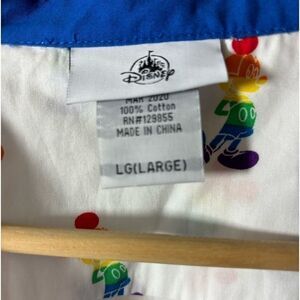 Disney
MAR 2020
100% Cotton
RN#129855
MADE IN CHINA
LG(LARGE)